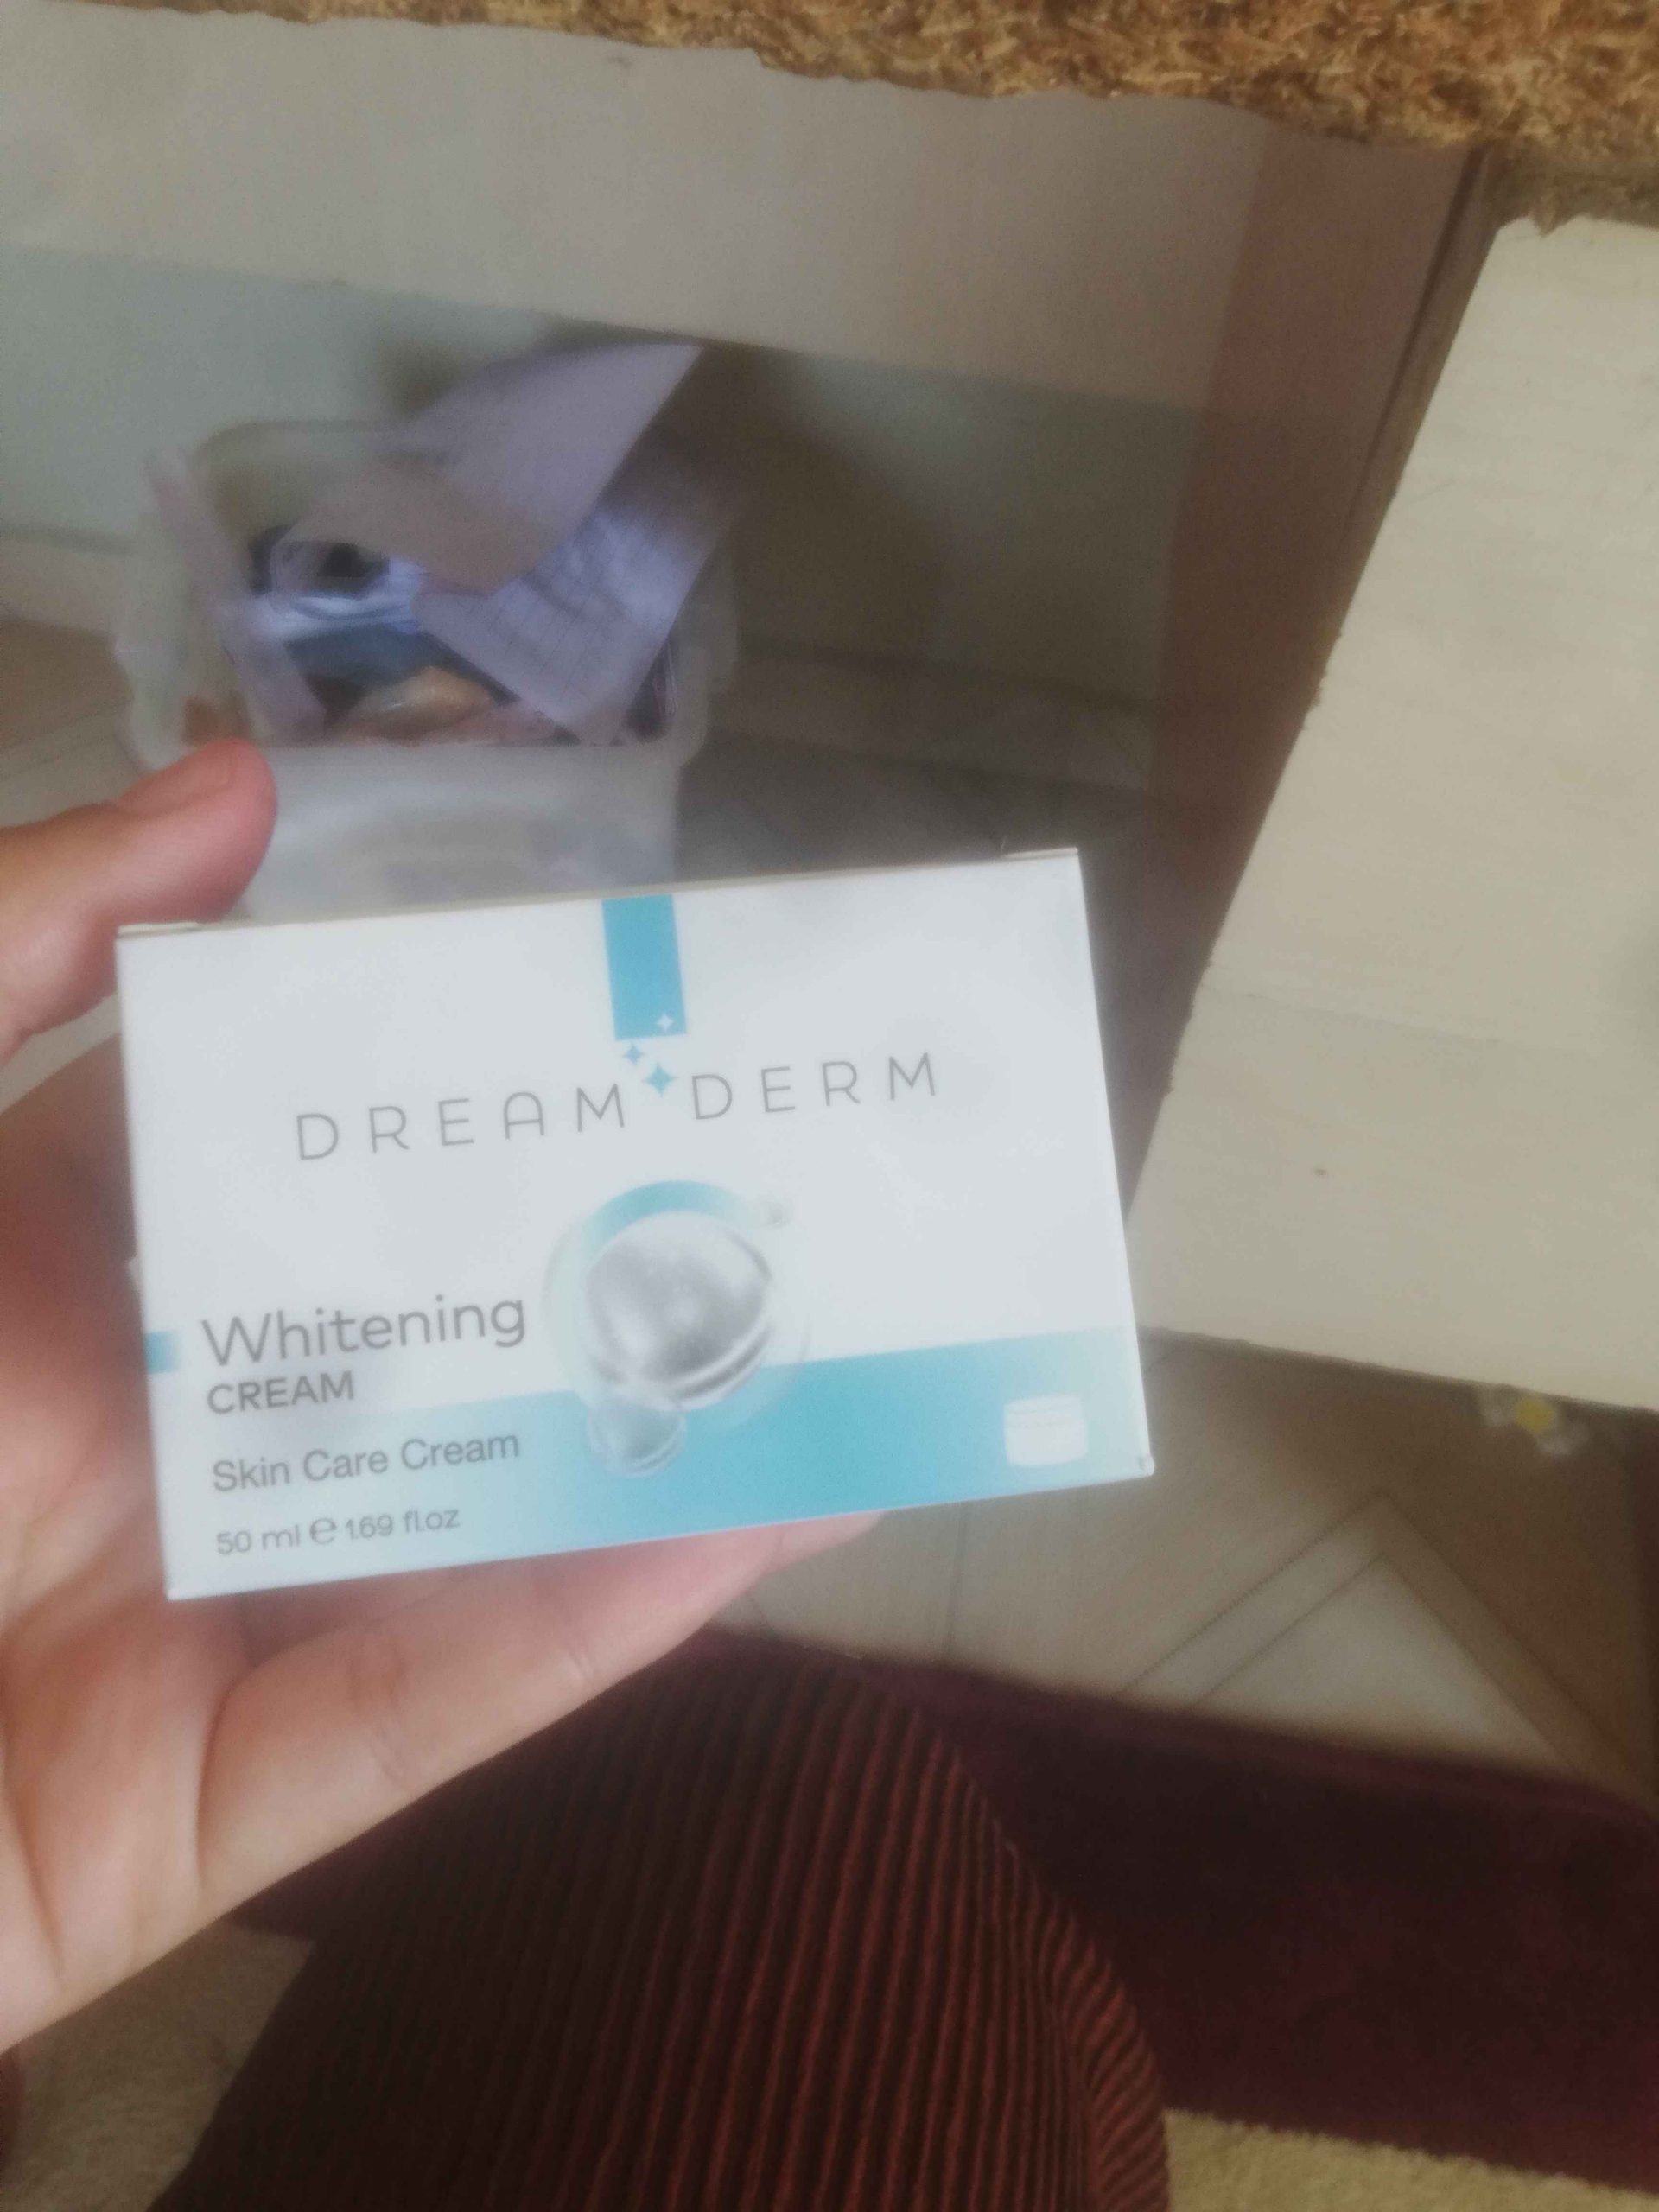 DREAM DERM
Whitening
CREAM
Skin Care Cream
50 ml e 1.69 fl.oz